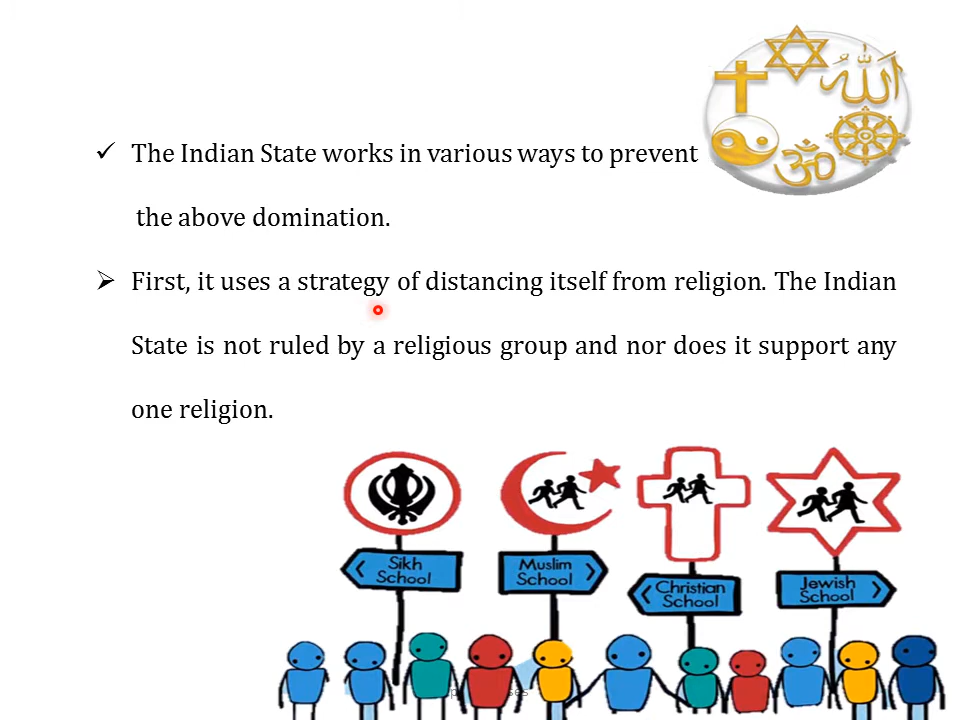 The Indian State works in various ways to prevent
the above domination.
First, it uses a strategy of distancing itself from religion. The Indian
State is not ruled by a religious group and nor does it support any
one religion.
Sikh
School
Muslim
School
Christian
School
Jewish
School